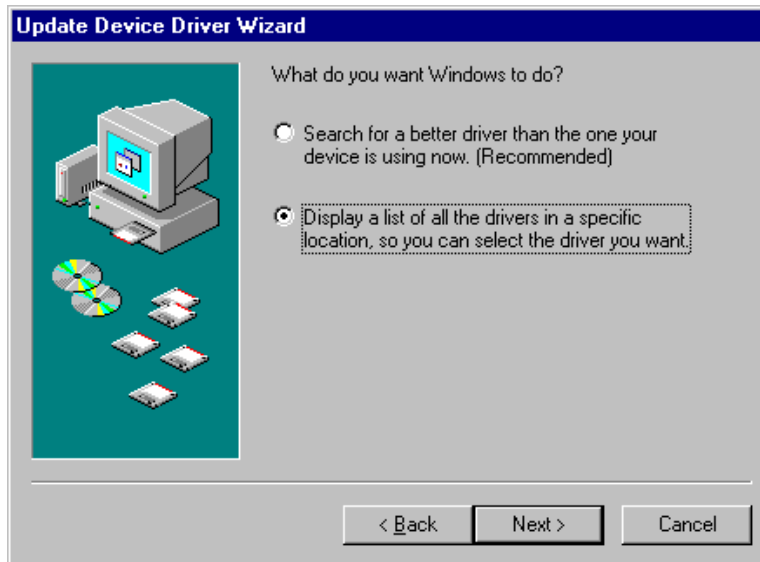 Update Device Driver Wizard
What do you want Windows to do?
Search for a better driver than the one your
device is using now. (Recommended)
Display a list of all the drivers in a specific
location, so you can select the driver you want.
< Back
Next >
Cancel